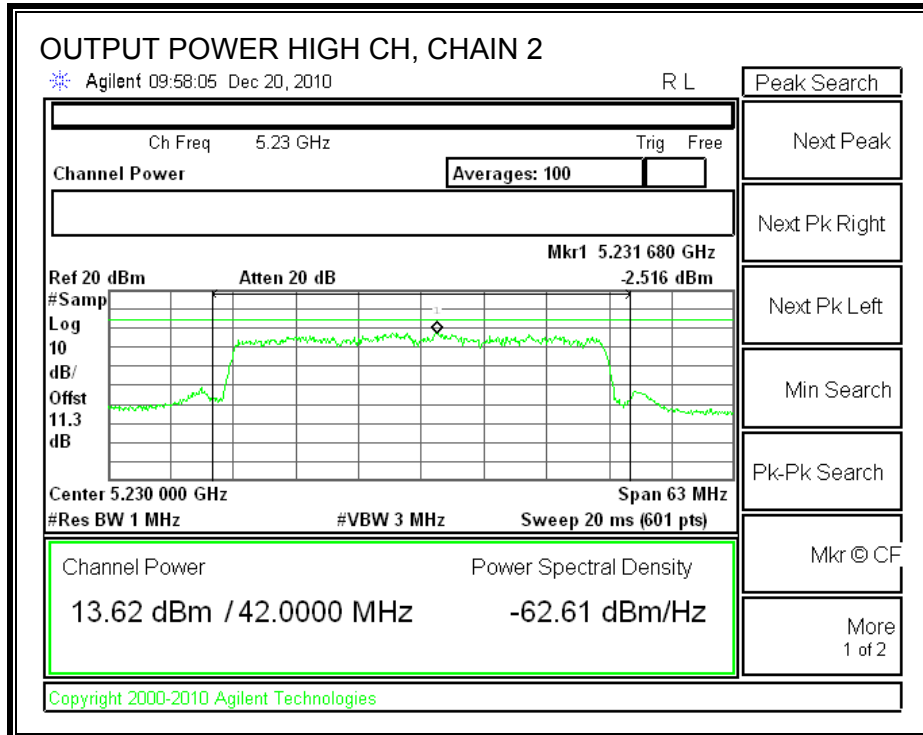 OUTPUT POWER HIGH CH, CHAIN 2
Agilent 09:58:05 Dec 20, 2010 R L
Peak Search
Ch Freq 5.23 GHz Trig Free
Next Peak
Channel Power Averages: 100
Next Pk Right
Mkr1 5.231 680 GHz
Ref 20 dBm Atten 20 dB -2.516 dBm
#Samp
Log
10
dB/
Offst
11.3
dB
1
Next Pk Left
Min Search
Pk-Pk Search
Center 5.230 000 GHz Span 63 MHz
#Res BW 1 MHz #VBW 3 MHz Sweep 20 ms (601 pts)
Mkr © CF
Channel Power Power Spectral Density
13.62 dBm / 42.0000 MHz -62.61 dBm/Hz
More
1 of 2
Copyright 2000-2010 Agilent Technologies